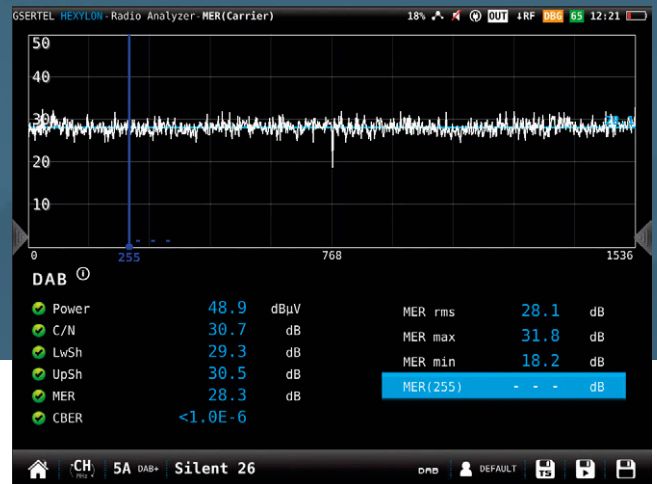 GSERTEL HEXYLON-Radio Analyzer-MER(Carrier) 18% OUT ↓RF DBG 65 12:21
50
40
30
20
10
- - -
0 255 768 1536
DAB
Power 48.9 dBµV
C/N 30.7 dB
LwSh 29.3 dB
UpSh 30.5 dB
MER 28.3 dB
CBER <1.0E-6
MER rms 28.1 dB
MER max 31.8 dB
MER min 18.2 dB
MER(255) - - - dB
CH MHz 5A DAB+ Silent 26 DAB DEFAULT TS